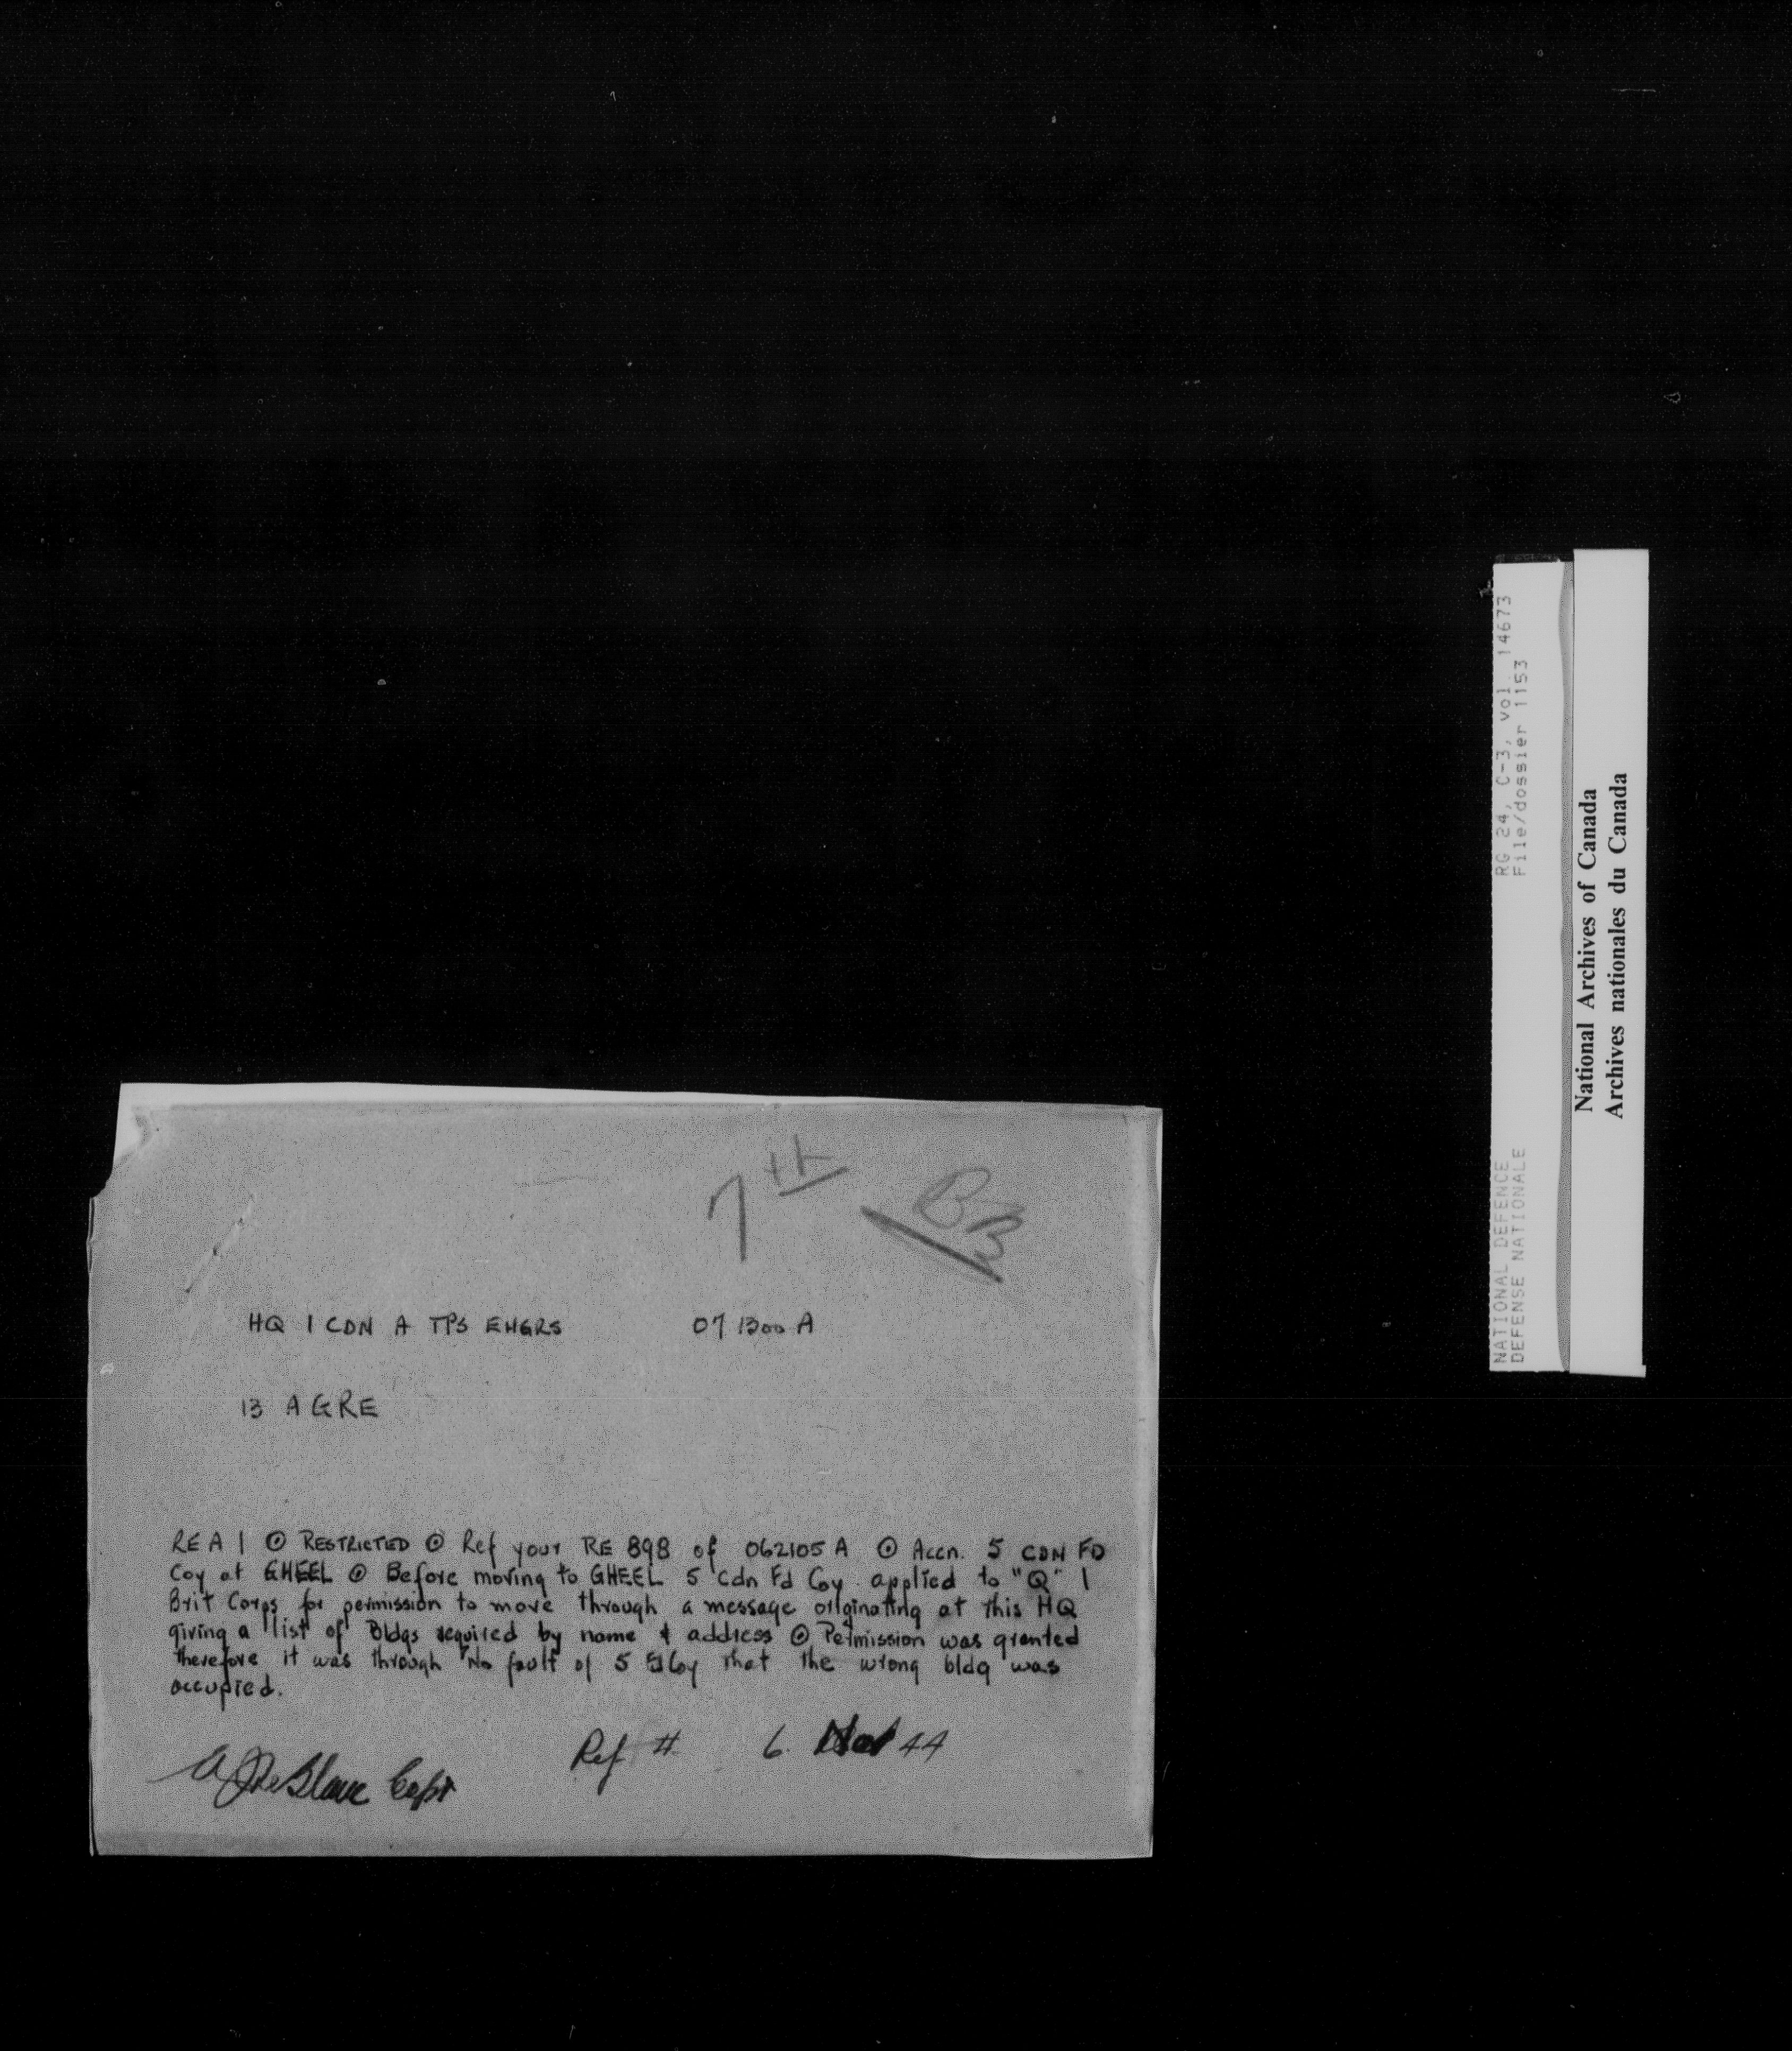 7th
HQ 1 CDN A TPS ENGRS 071300 A
13 AGRE
REA 1 ⊙ RESTRICTED ⊙ Ref your RE 898 of 062105 A ⊙ Accn. 5 CDN FD
Coy at GHEEL ⊙ Before moving to GHEEL 5 Cdn Fd Coy applied to "Q" 1
Brit Corps for permission to move through a message originating at this HQ
giving a list of Bldgs required by name & address ⊙ Permission was granted
therefore it was through No fault of 5 Fd Coy that the wrong bldg was
occupied.
Ref # 6. Nov 44
Capt
RG 24, C-3, vol. 14673
File/dossier 1153
NATIONAL DEFENCE
DEFENSE NATIONALE
National Archives of Canada
Archives nationales du Canada